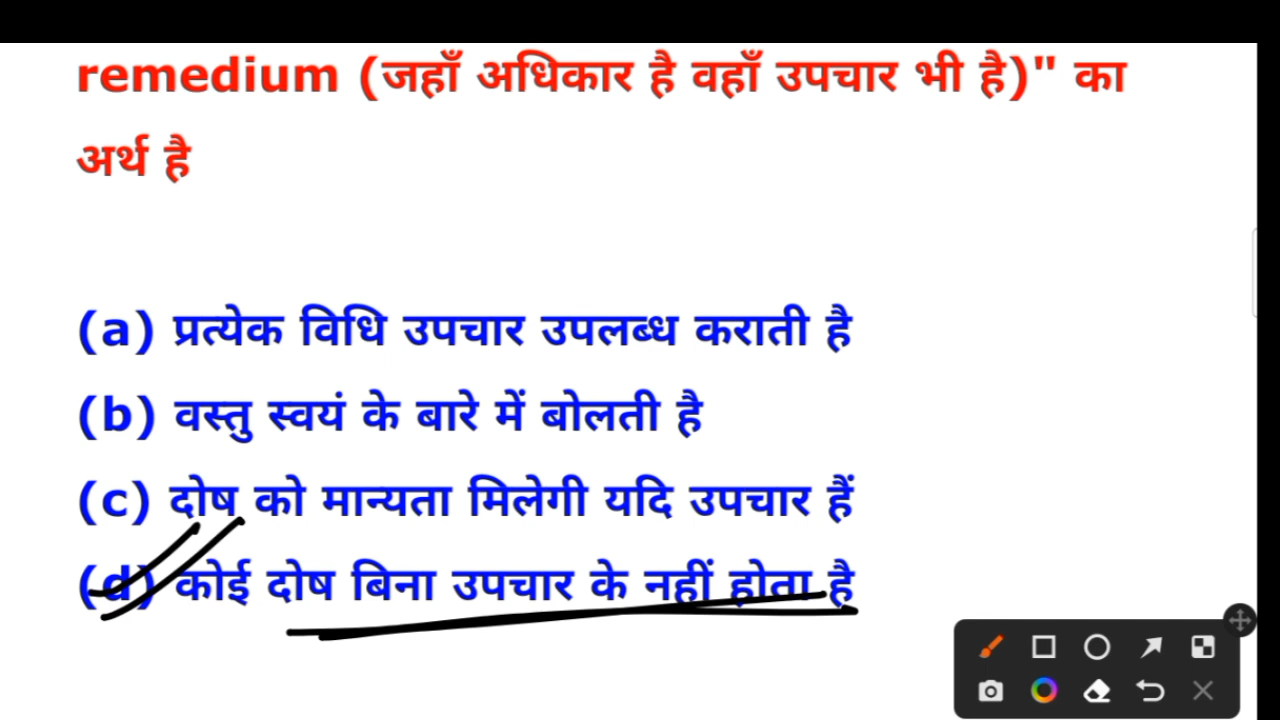 remedium (जहाँ अधिकार है वहाँ उपचार भी है)" का
अर्थ है
(a) प्रत्येक विधि उपचार उपलब्ध कराती है
(b) वस्तु स्वयं के बारे में बोलती है
(c) दोष को मान्यता मिलेगी यदि उपचार हैं
(d) कोई दोष बिना उपचार के नहीं होता है